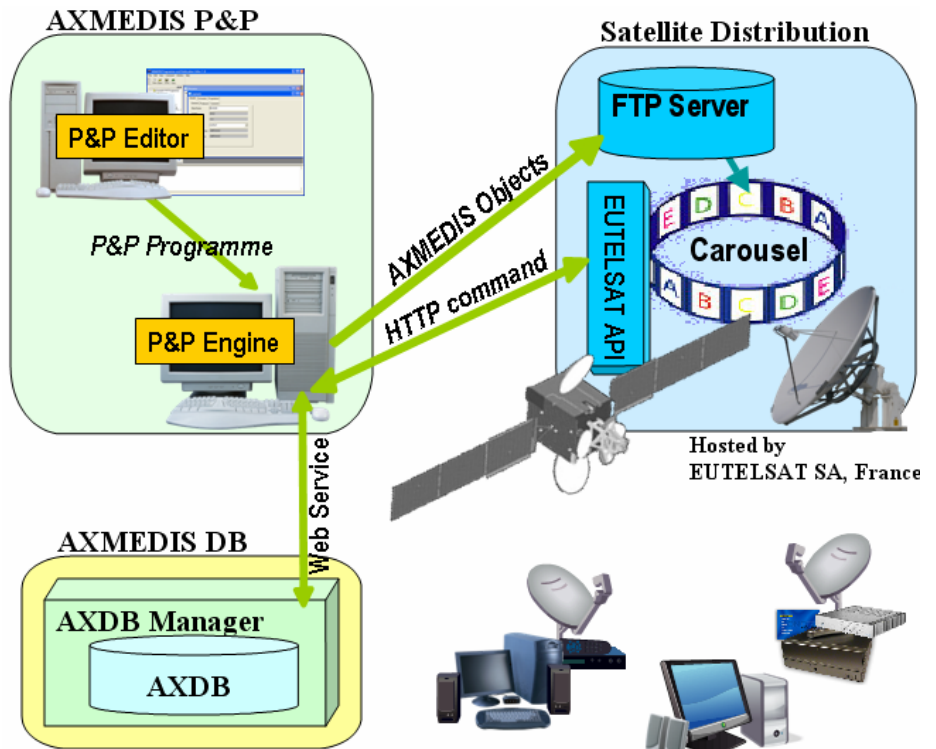 AXMEDIS P&P
P&P Editor
P&P Programme
P&P Engine
AXMEDIS Objects
HTTP command
Web Service
Satellite Distribution
FTP Server
EUTELSAT API
E D C B A
Carousel
A B C D E
Hosted by
EUTELSAT SA, France
AXMEDIS DB
AXDB Manager
AXDB